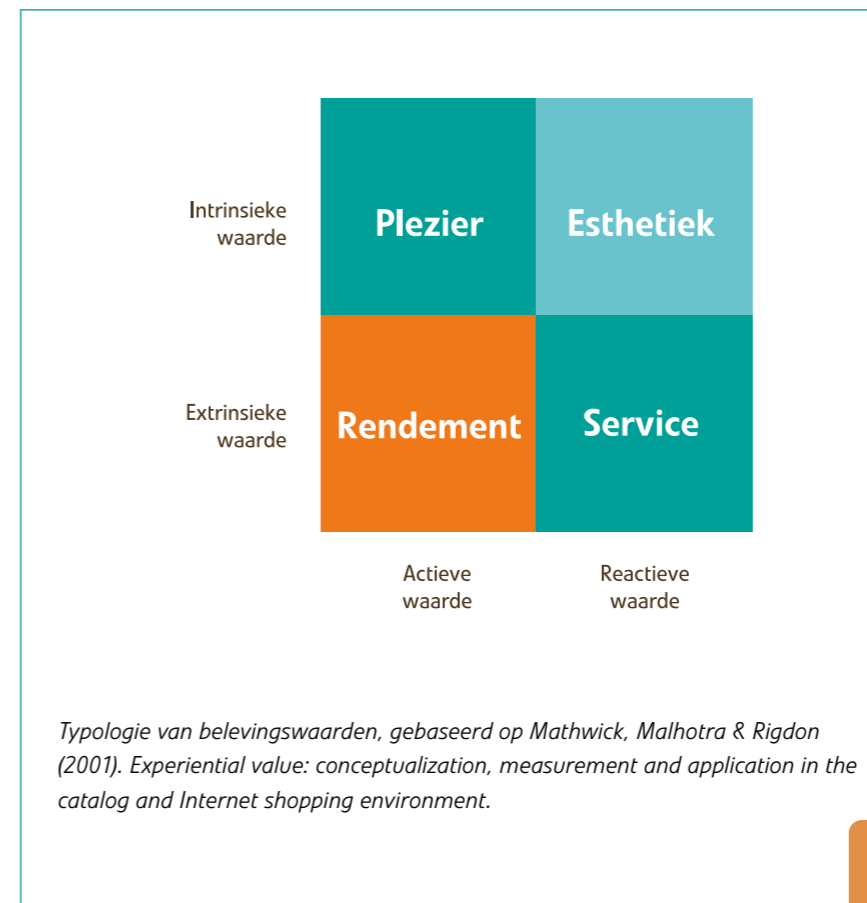 Intrinsieke
waarde
Plezier
Esthetiek
Extrinsieke
waarde
Rendement
Service
Actieve
waarde
Reactieve
waarde
Typologie van belevingswaarden, gebaseerd op Mathwick, Malhotra & Rigdon
(2001). Experiential value: conceptualization, measurement and application in the
catalog and Internet shopping environment.